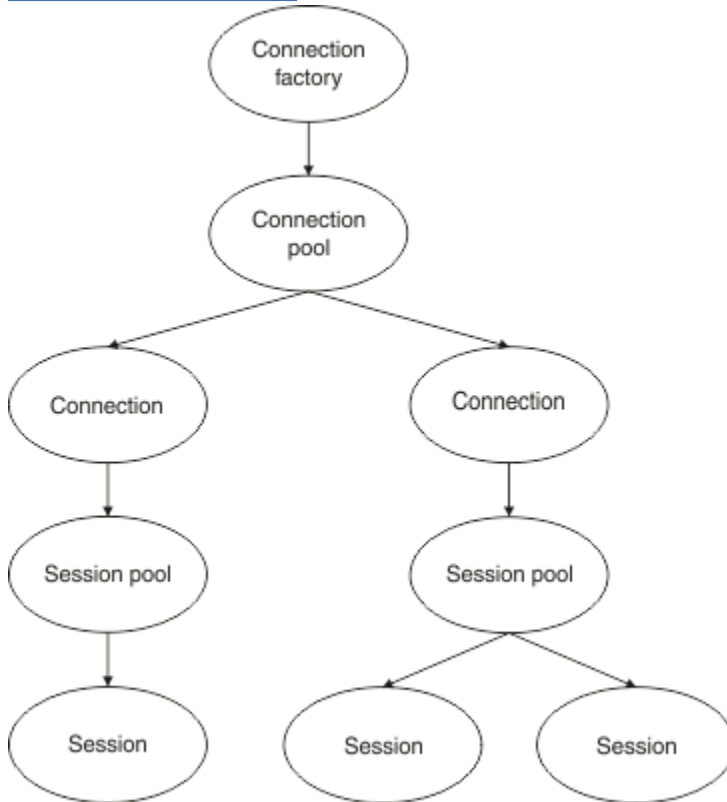 Connection
factory
Connection
pool
Connection
Connection
Session pool
Session pool
Session
Session
Session